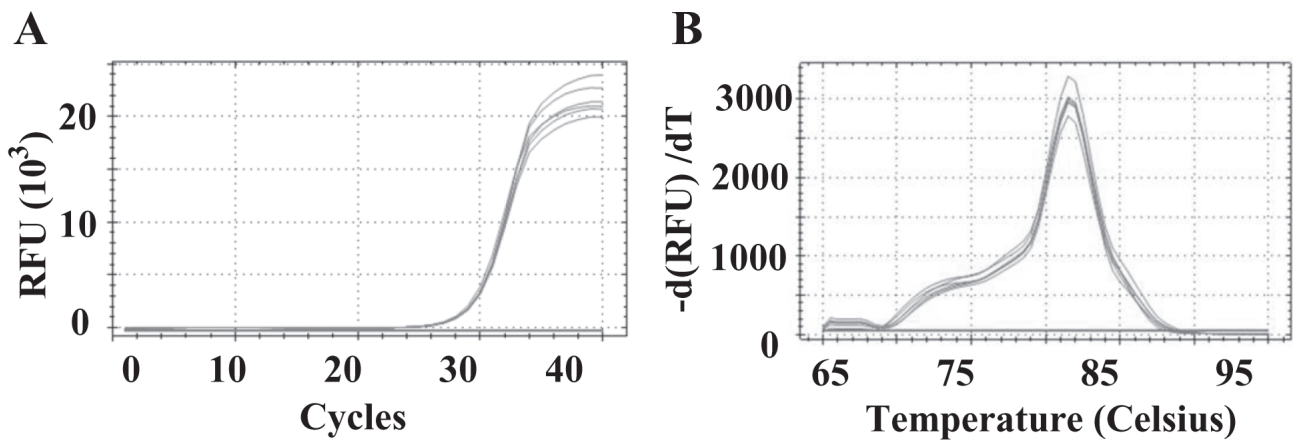 A
RFU (10³)
20
10
0
0 10 20 30 40
Cycles
B
-d(RFU) /dT
3000
2000
1000
0
65 75 85 95
Temperature (Celsius)